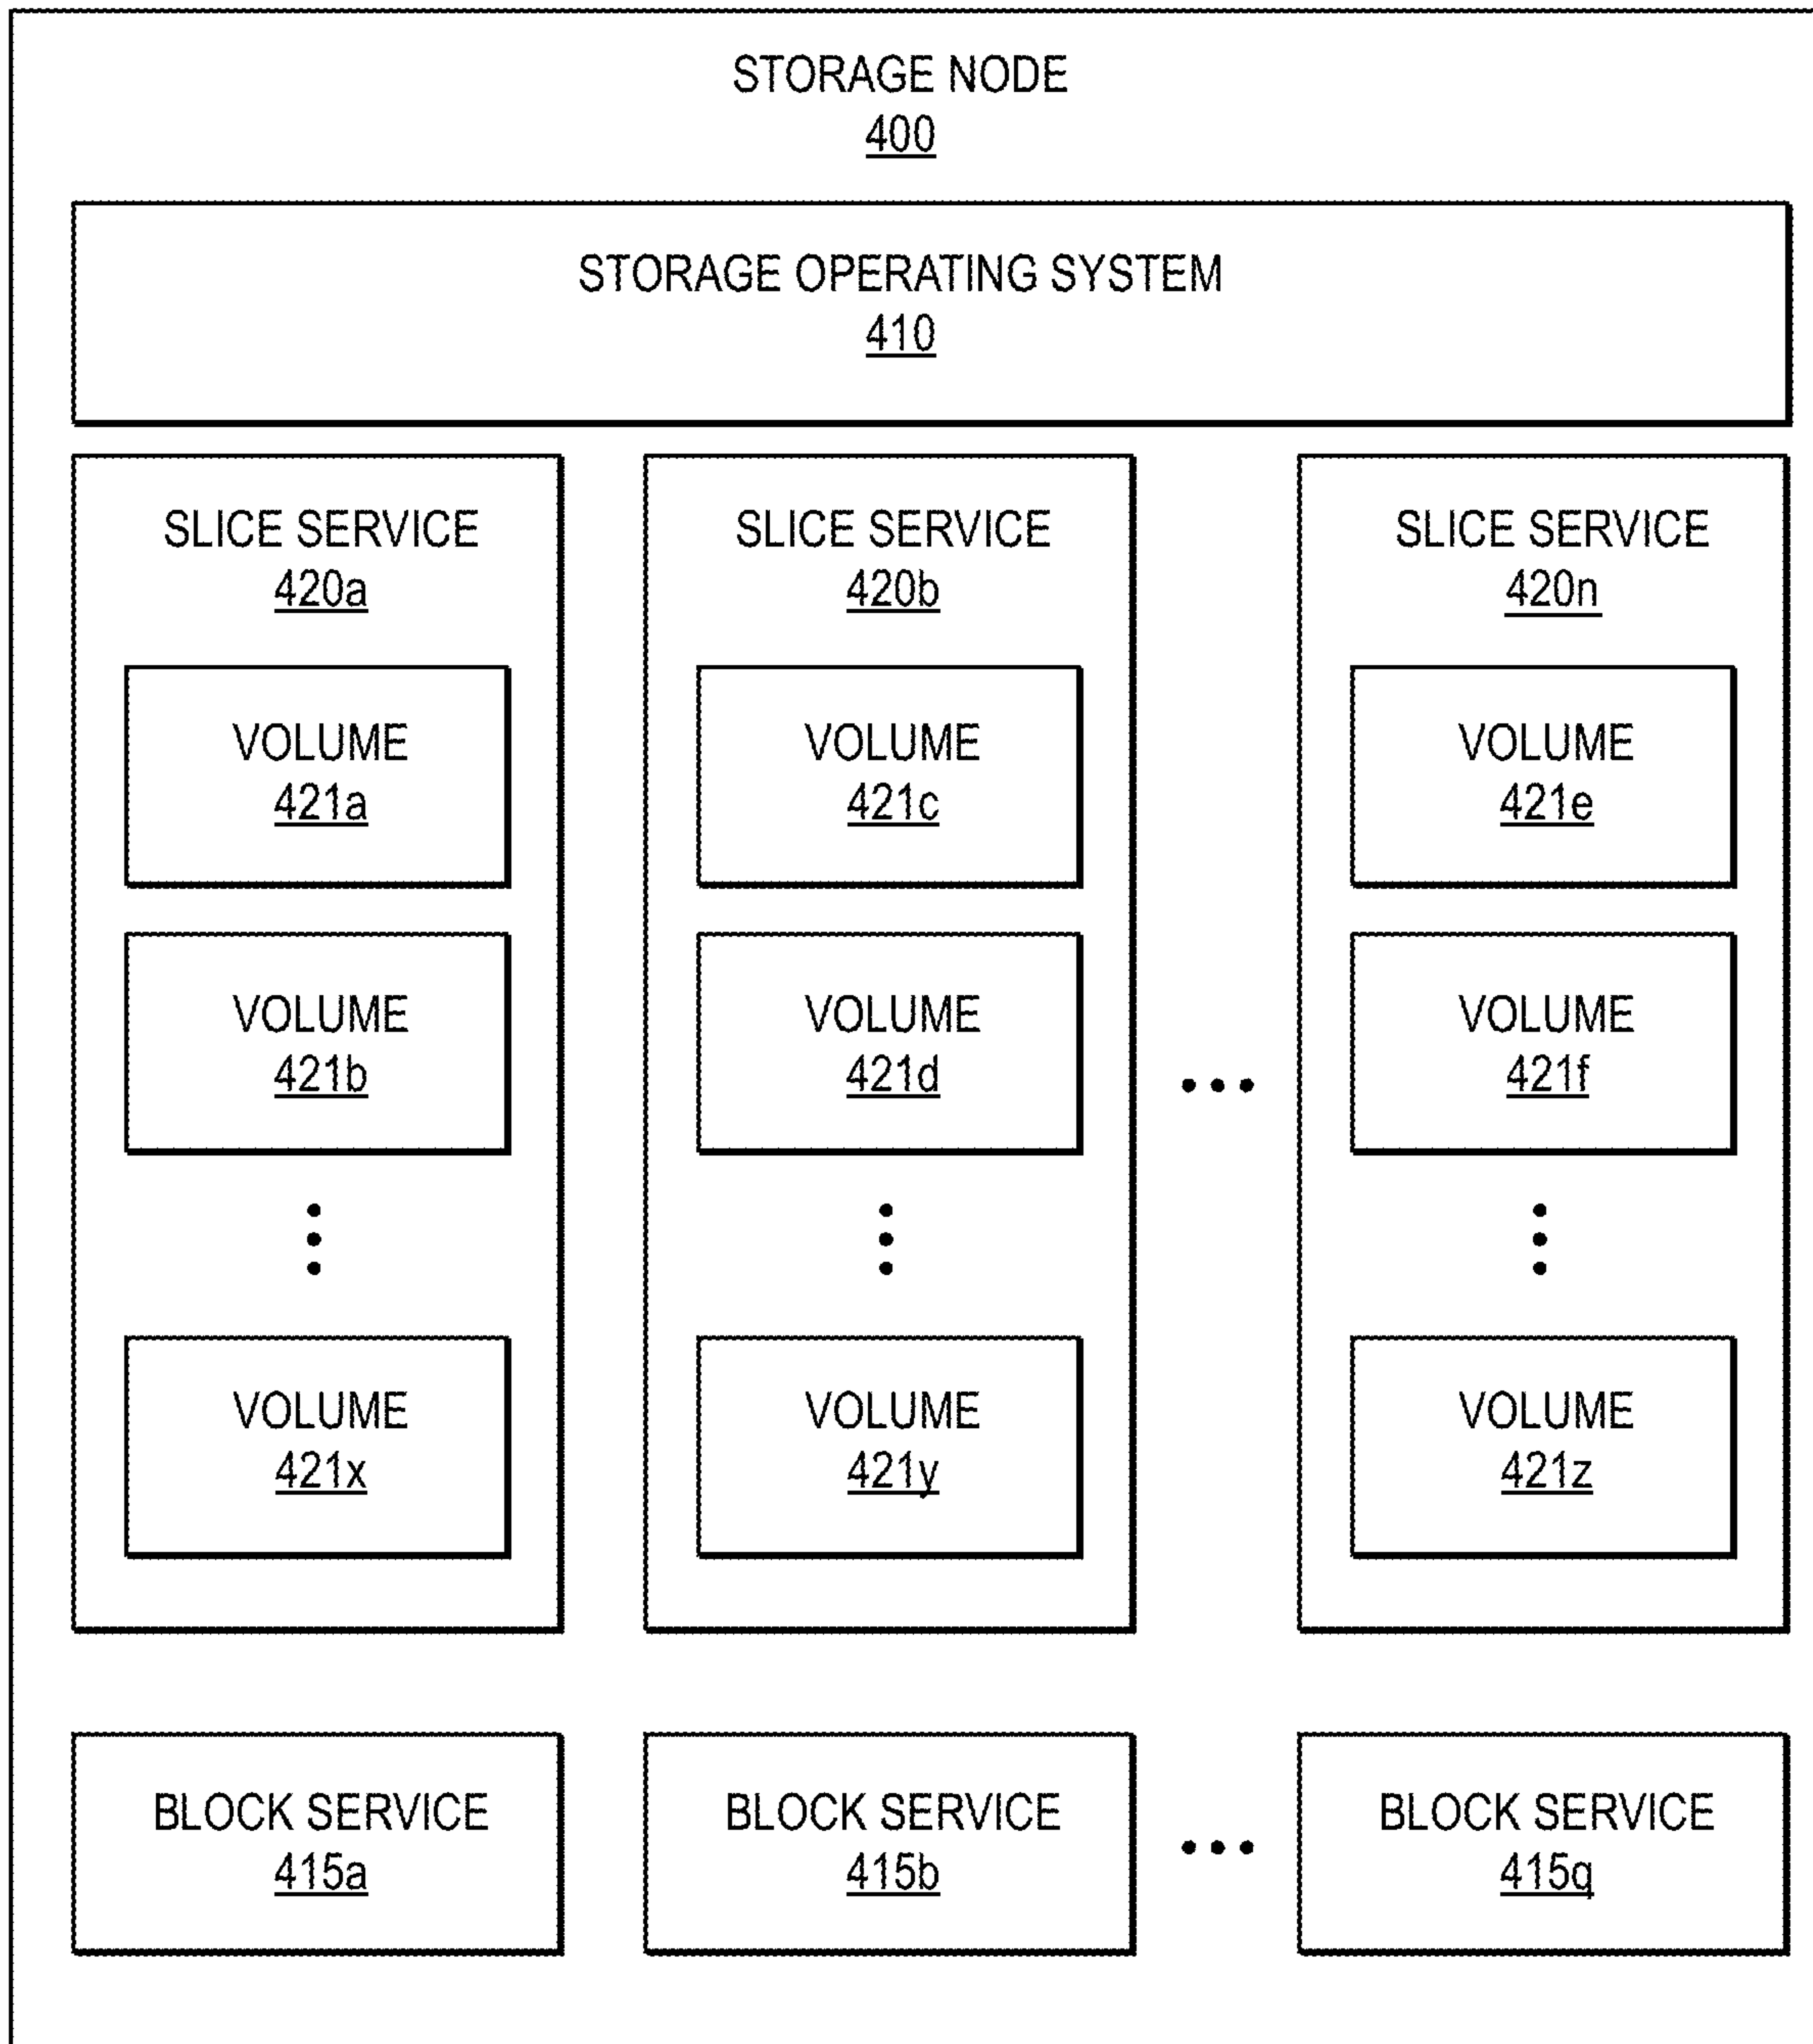 STORAGE NODE
400
STORAGE OPERATING SYSTEM
410
SLICE SERVICE
420a
VOLUME
421a
VOLUME
421b
VOLUME
421x
SLICE SERVICE
420b
VOLUME
421c
VOLUME
421d
VOLUME
421y
SLICE SERVICE
420n
VOLUME
421e
VOLUME
421f
VOLUME
421z
BLOCK SERVICE
415a
BLOCK SERVICE
415b
BLOCK SERVICE
415q